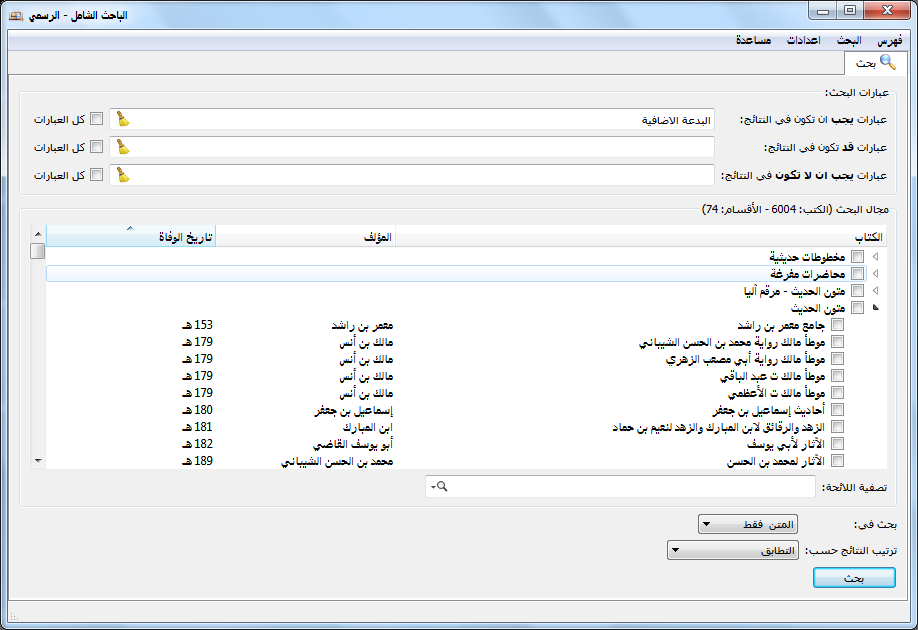 الباحث الشامل - الرسمي
فهرس البحث اعدادات مساعدة
بحث
عبارات البحث:
عبارات يجب ان تكون في النتائج: البدعة الاضافية كل العبارات
عبارات قد تكون في النتائج: كل العبارات
عبارات يجب ان لا تكون في النتائج: كل العبارات
مجال البحث (الكتب: 6004 - الأقسام: 74)
الكتاب المؤلف تاريخ الوفاة
مخطوطات حديثية
محاضرات مفرغة
متون الحديث - مرقم آليا
متون الحديث
جامع معمر بن راشد معمر بن راشد 153 هـ
موطأ مالك رواية محمد بن الحسن الشيباني مالك بن أنس 179 هـ
موطأ مالك رواية أبي مصعب الزهري مالك بن أنس 179 هـ
موطأ مالك ت عبد الباقي مالك بن أنس 179 هـ
موطأ مالك ت الأعظمي مالك بن أنس 179 هـ
أحاديث إسماعيل بن جعفر إسماعيل بن جعفر 180 هـ
الزهد والرقائق لابن المبارك والزهد لنعيم بن حماد ابن المبارك 181 هـ
الآثار لأبي يوسف أبو يوسف القاضي 182 هـ
الآثار لمحمد بن الحسن محمد بن الحسن الشيباني 189 هـ
تصفية اللائحة:
بحث في: المتن فقط
ترتيب النتائج حسب: التطابق
بحث